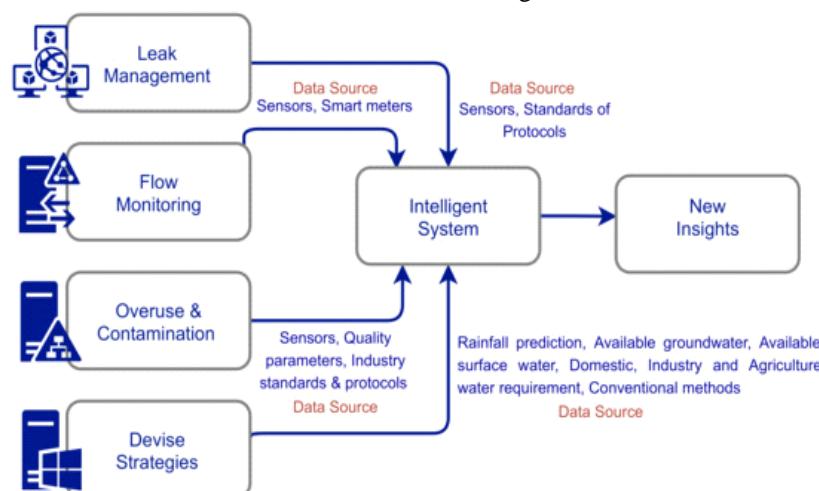 Leak
Management
Data Source
Sensors, Smart meters
Data Source
Sensors, Standards of
Protocols
Flow
Monitoring
Intelligent
System
New
Insights
Overuse &
Contamination
Sensors, Quality
parameters, Industry
standards & protocols
Data Source
Rainfall prediction, Available groundwater, Available
surface water, Domestic, Industry and Agriculture
water requirement, Conventional methods
Data Source
Devise
Strategies